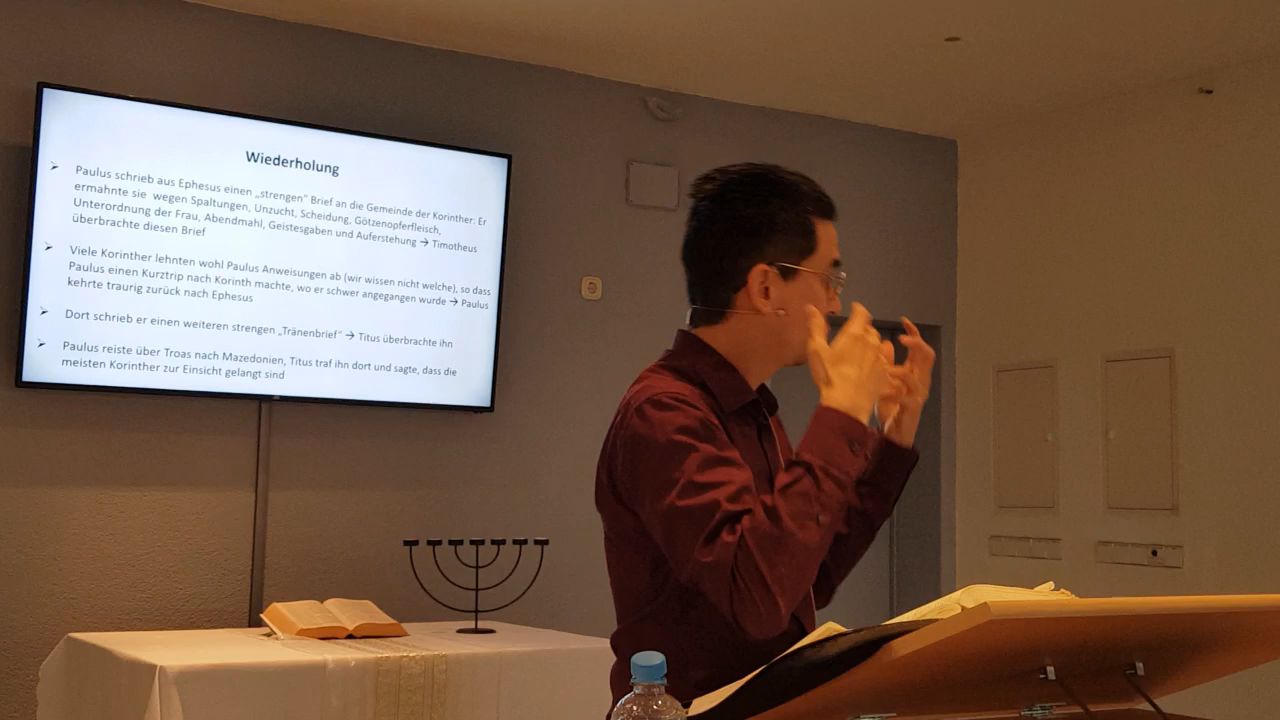 Wiederholung
➢ Paulus schrieb aus Ephesus einen „strengen" Brief an die Gemeinde der Korinther: Er
ermahnte sie wegen Spaltungen, Unzucht, Scheidung, Götzenopferfleisch,
Unterordnung der Frau, Abendmahl, Geistesgaben und Auferstehung → Timotheus
überbrachte diesen Brief
➢ Viele Korinther lehnten wohl Paulus Anweisungen ab (wir wissen nicht welche), so dass
Paulus einen Kurztrip nach Korinth machte, wo er schwer angegangen wurde → Paulus
kehrte traurig zurück nach Ephesus
➢ Dort schrieb er einen weiteren strengen „Tränenbrief" → Titus überbrachte ihn
➢ Paulus reiste über Troas nach Mazedonien, Titus traf ihn dort und sagte, dass die
meisten Korinther zur Einsicht gelangt sind